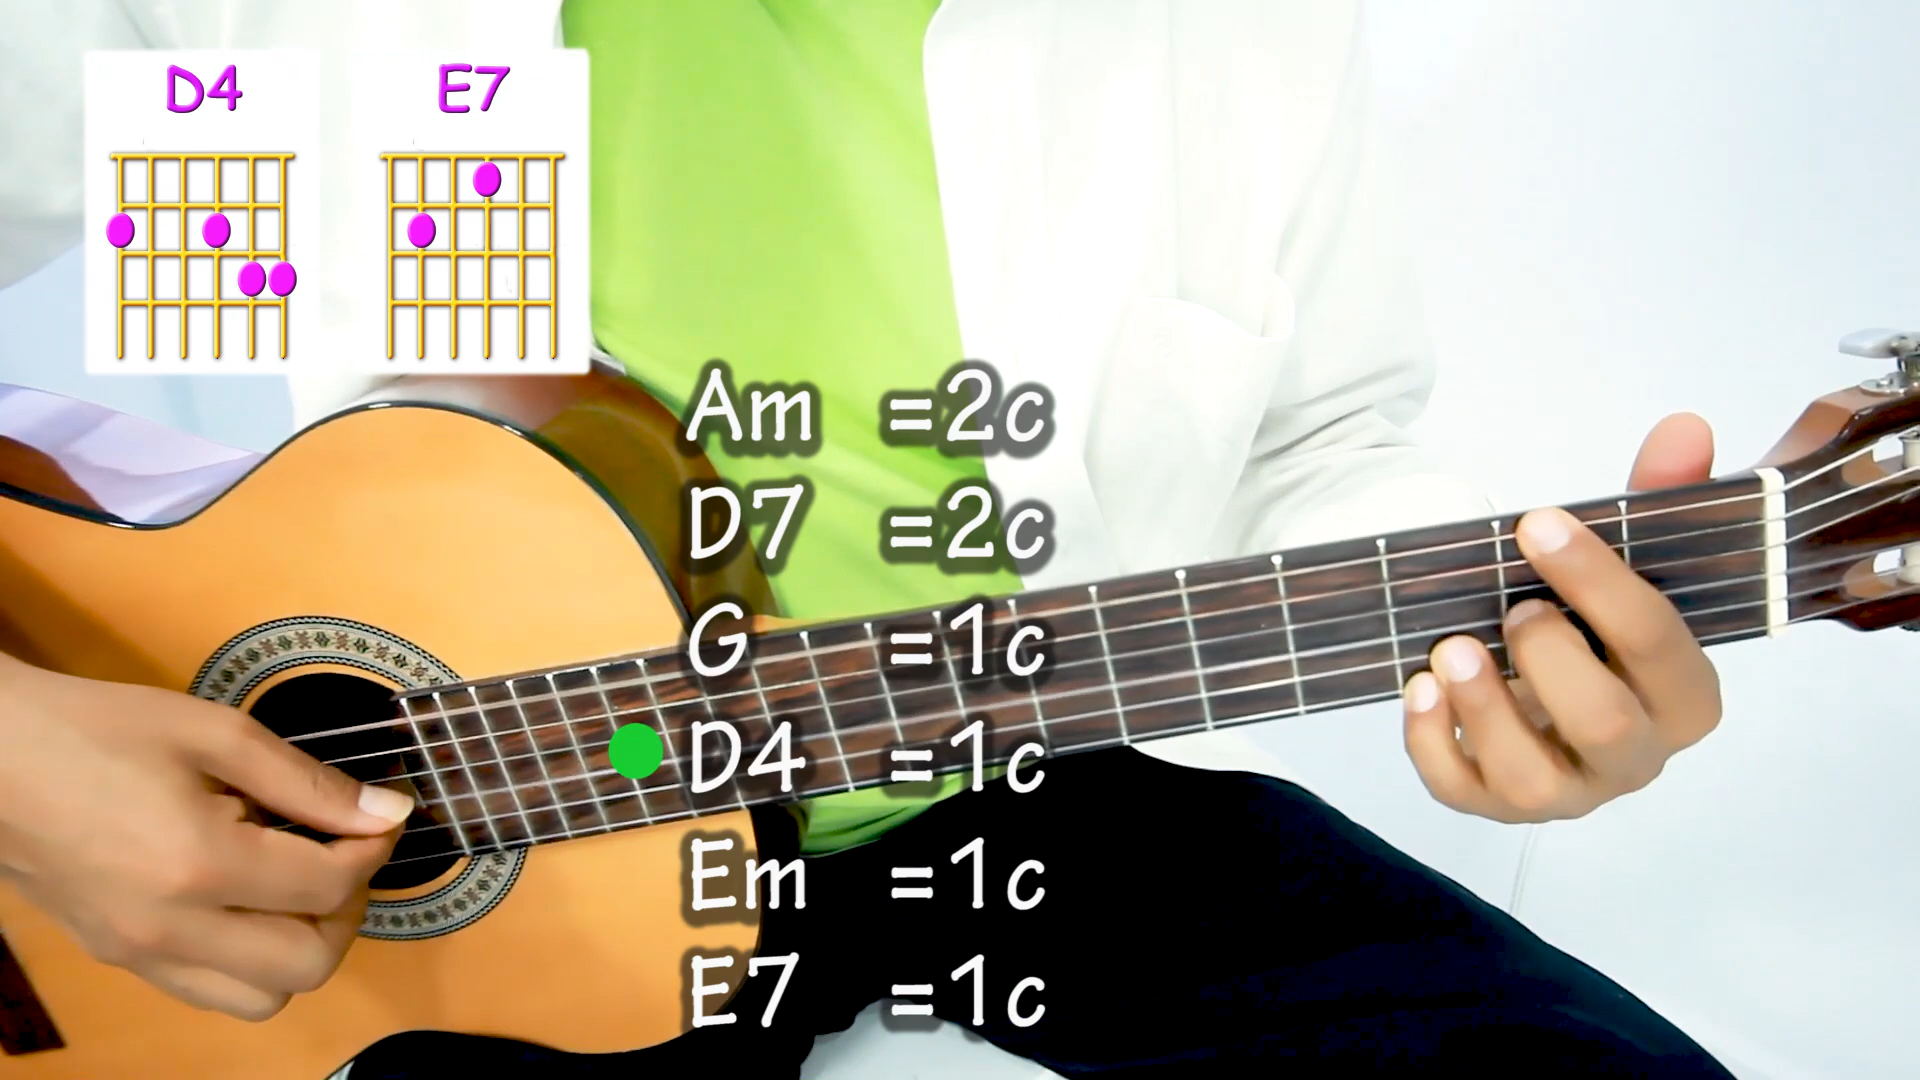 D4 E7
Am =2c
D7 =2c
G =1c
D4 =1c
Em =1c
E7 =1c